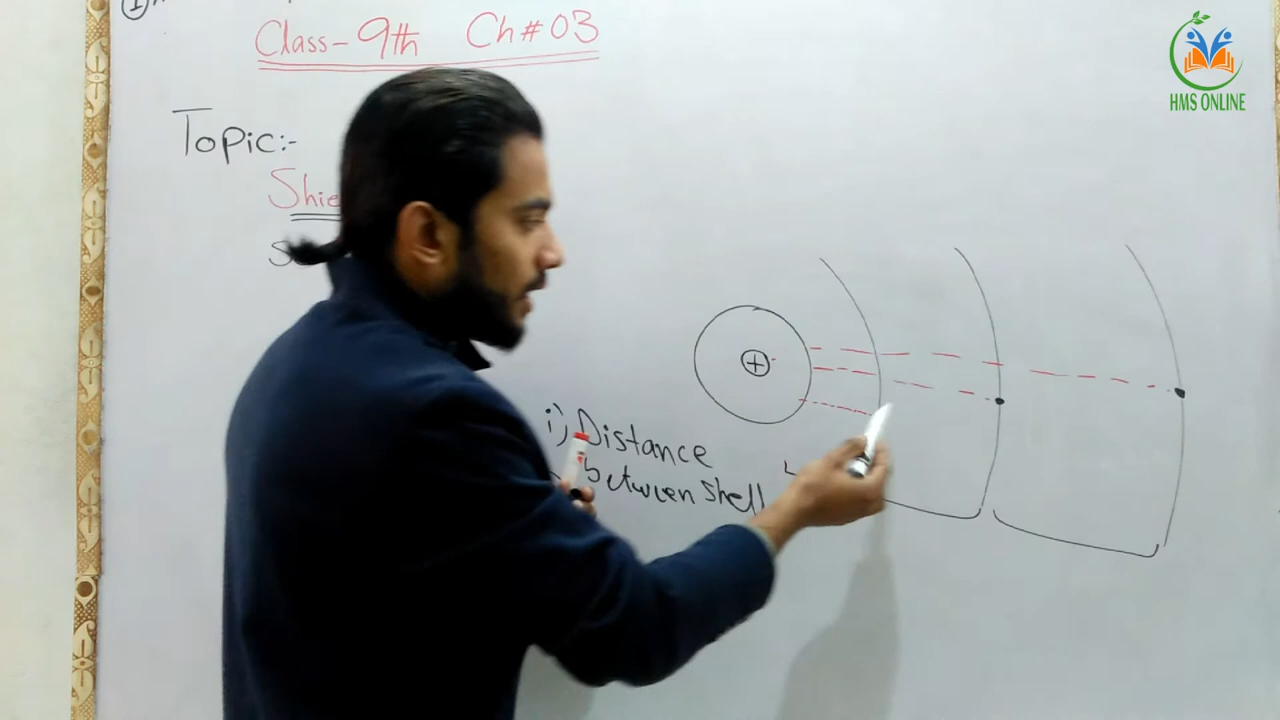 Class - 9th Ch # 03
HMS ONLINE
Topic:-
i) Distance
between shell